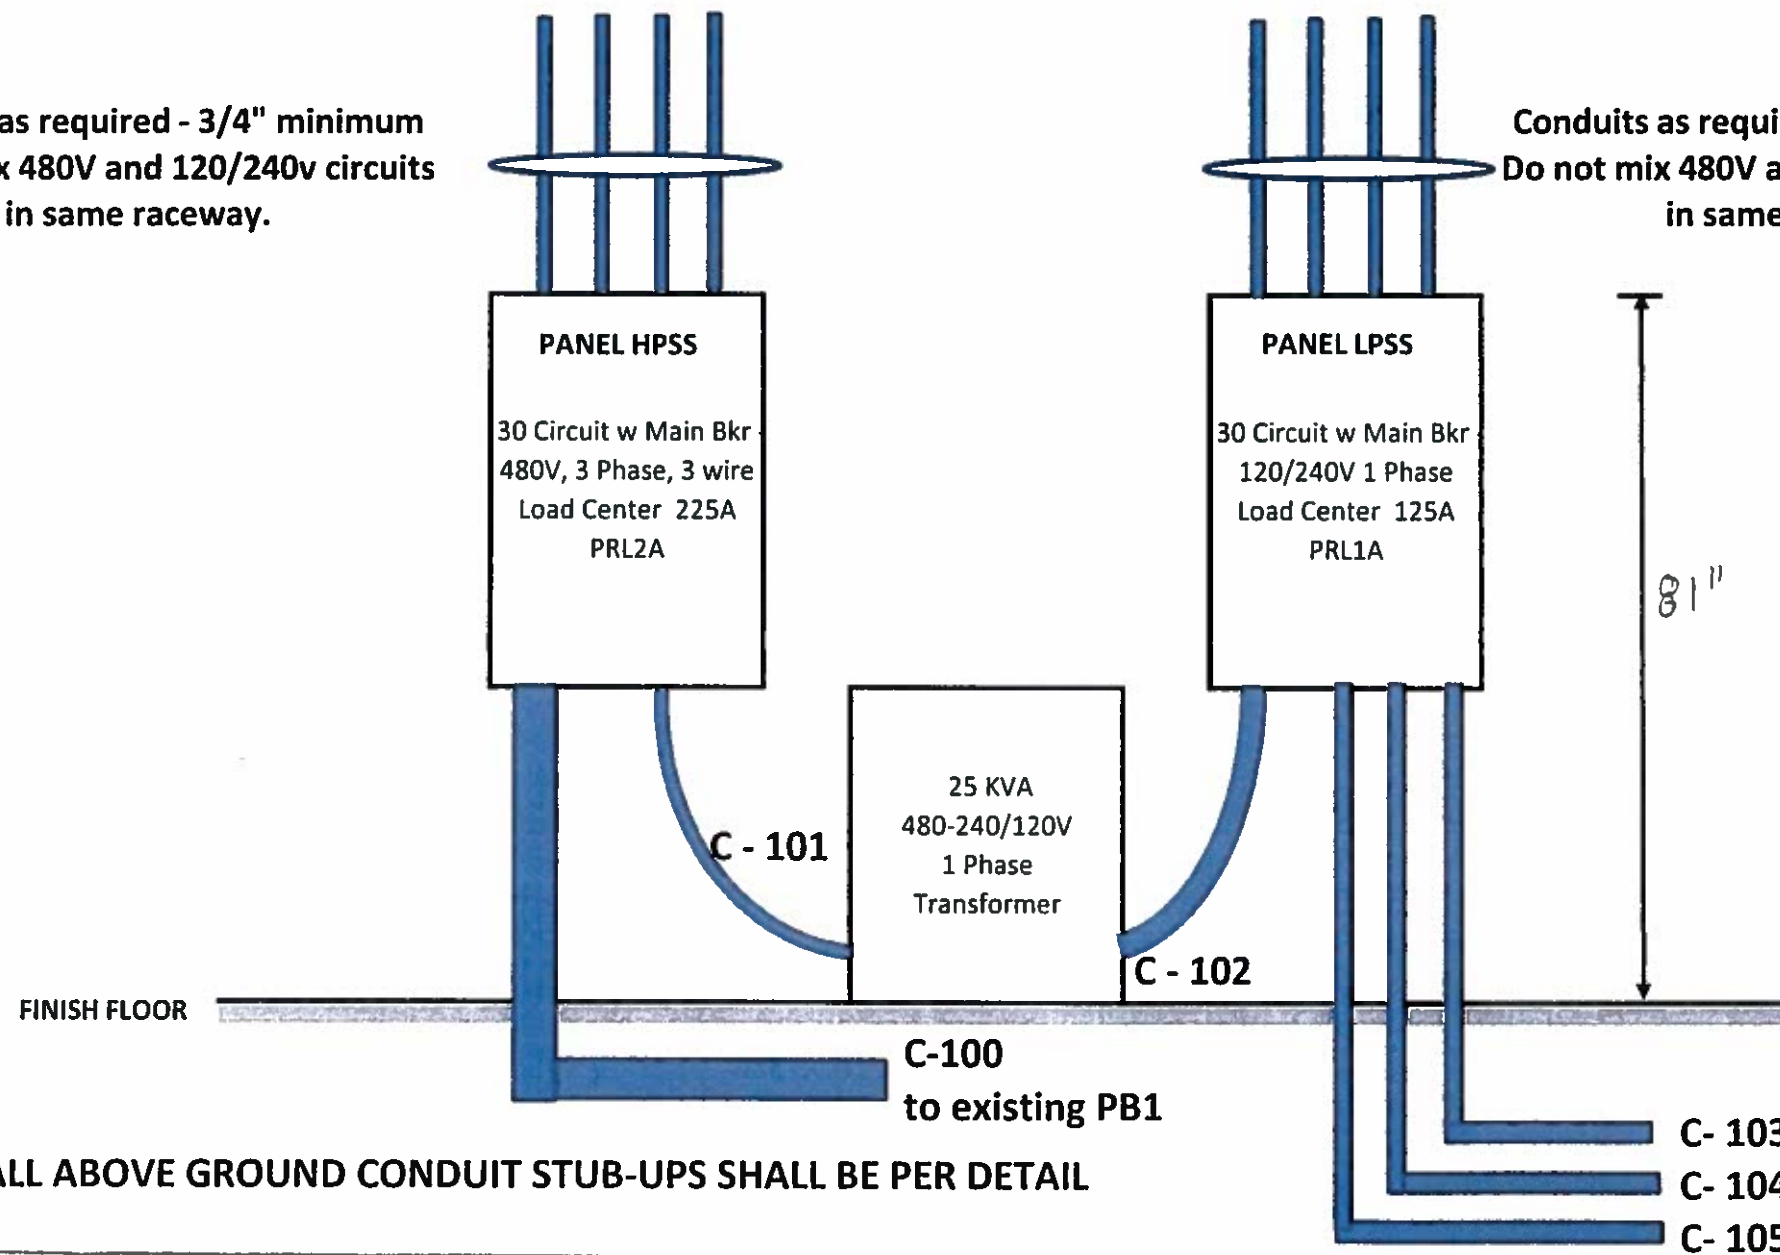 as required - 3/4" minimum
x 480V and 120/240v circuits
in same raceway.
Conduits as requi
Do not mix 480V a
in same
PANEL HPSS
30 Circuit w Main Bkr
480V, 3 Phase, 3 wire
Load Center 225A
PRL2A
PANEL LPSS
30 Circuit w Main Bkr
120/240V 1 Phase
Load Center 125A
PRL1A
81"
25 KVA
480-240/120V
1 Phase
Transformer
C - 101
C - 102
FINISH FLOOR
C-100
to existing PB1
C- 103
C- 104
C- 105
ALL ABOVE GROUND CONDUIT STUB-UPS SHALL BE PER DETAIL